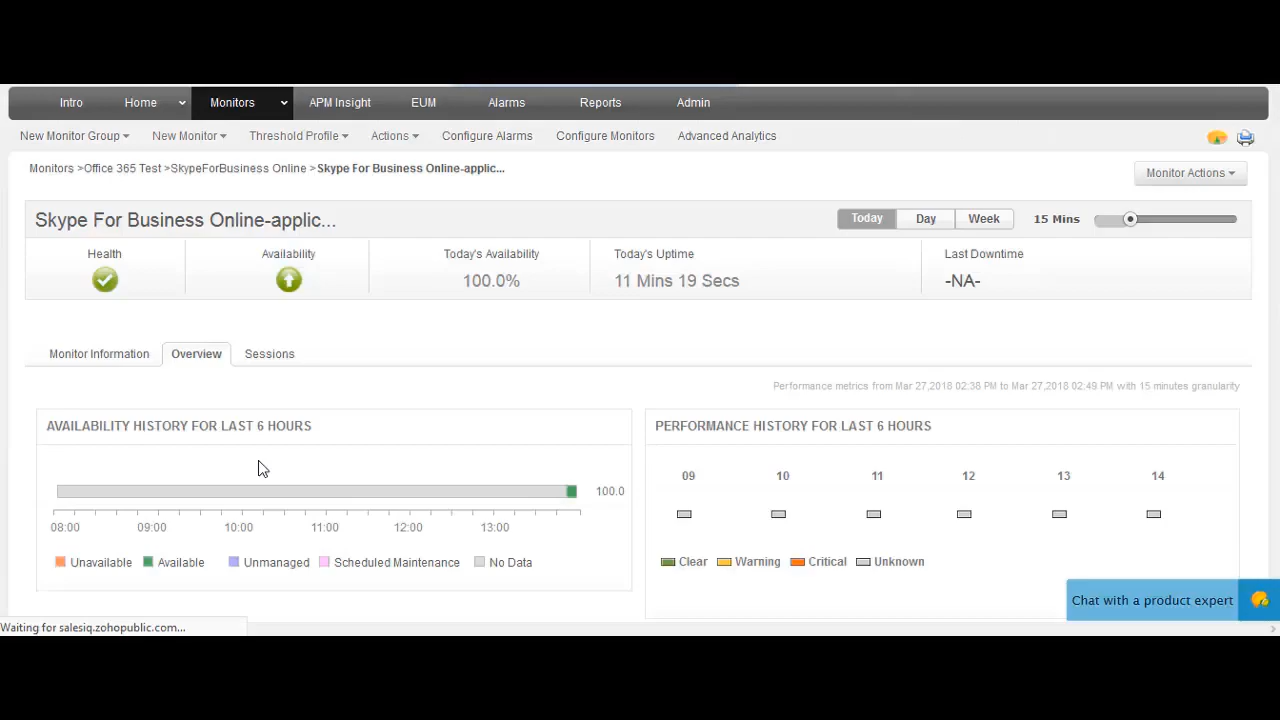 Intro Home Monitors APM Insight EUM Alarms Reports Admin
New Monitor Group New Monitor Threshold Profile Actions Configure Alarms Configure Monitors Advanced Analytics
Monitors >Office 365 Test >SkypeForBusiness Online >Skype For Business Online-applic...
Monitor Actions
Skype For Business Online-applic...
Today Day Week 15 Mins
Health Availability Today's Availability Today's Uptime Last Downtime
100.0% 11 Mins 19 Secs -NA-
Monitor Information Overview Sessions
Performance metrics from Mar 27,2018 02:38 PM to Mar 27,2018 02:49 PM with 15 minutes granularity
AVAILABILITY HISTORY FOR LAST 6 HOURS
100.0
08:00 09:00 10:00 11:00 12:00 13:00
Unavailable Available Unmanaged Scheduled Maintenance No Data
PERFORMANCE HISTORY FOR LAST 6 HOURS
09 10 11 12 13 14
Clear Warning Critical Unknown
Chat with a product expert
Waiting for salesiq.zohopublic.com...